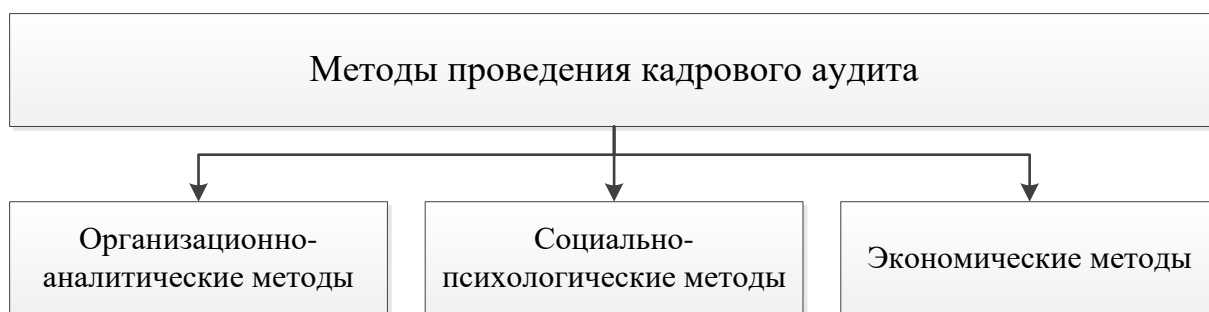 Методы проведения кадрового аудита
Организационно-
аналитические методы
Социально-
психологические методы
Экономические методы